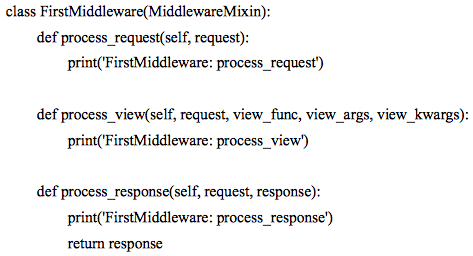 class FirstMiddleware(MiddlewareMixin):
    def process_request(self, request):
        print('FirstMiddleware: process_request')

    def process_view(self, request, view_func, view_args, view_kwargs):
        print('FirstMiddleware: process_view')

    def process_response(self, request, response):
        print('FirstMiddleware: process_response')
        return response